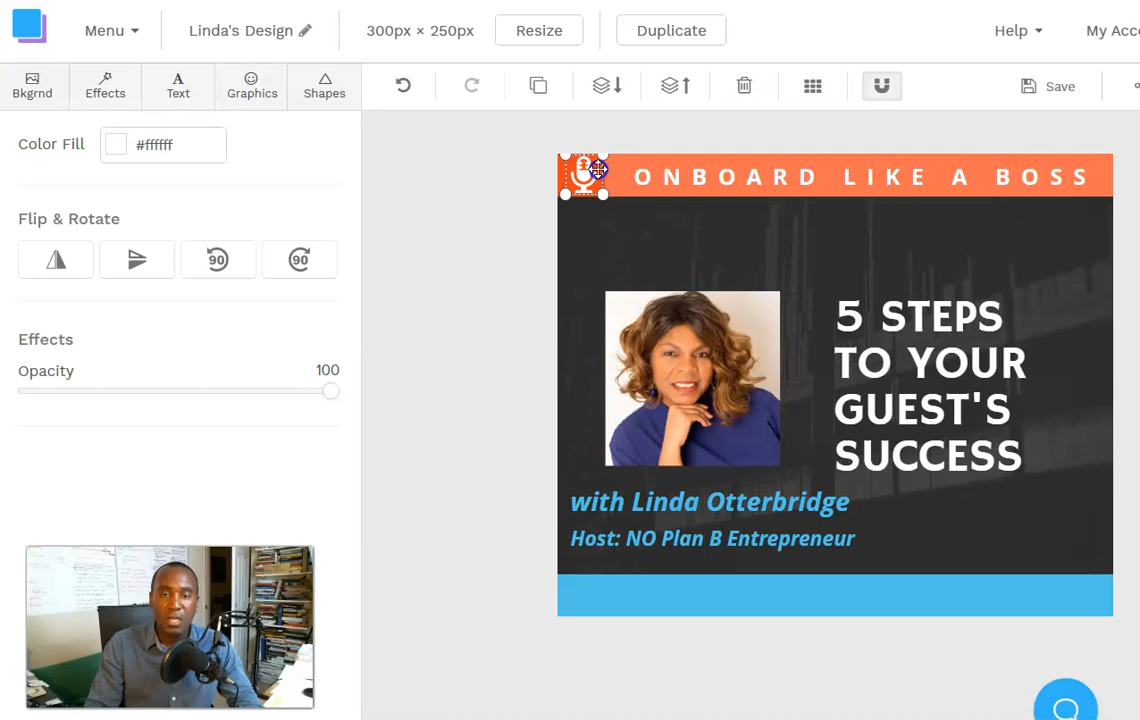 Menu
Linda's Design
300px × 250px
Resize
Duplicate
Help
My Acco
Bkgrnd
Effects
Text
Graphics
Shapes
Save
Color Fill
#ffffff
Flip & Rotate
90
90
Effects
Opacity
100
ONBOARD LIKE A BOSS
5 STEPS
TO YOUR
GUEST'S
SUCCESS
with Linda Otterbridge
Host: NO Plan B Entrepreneur